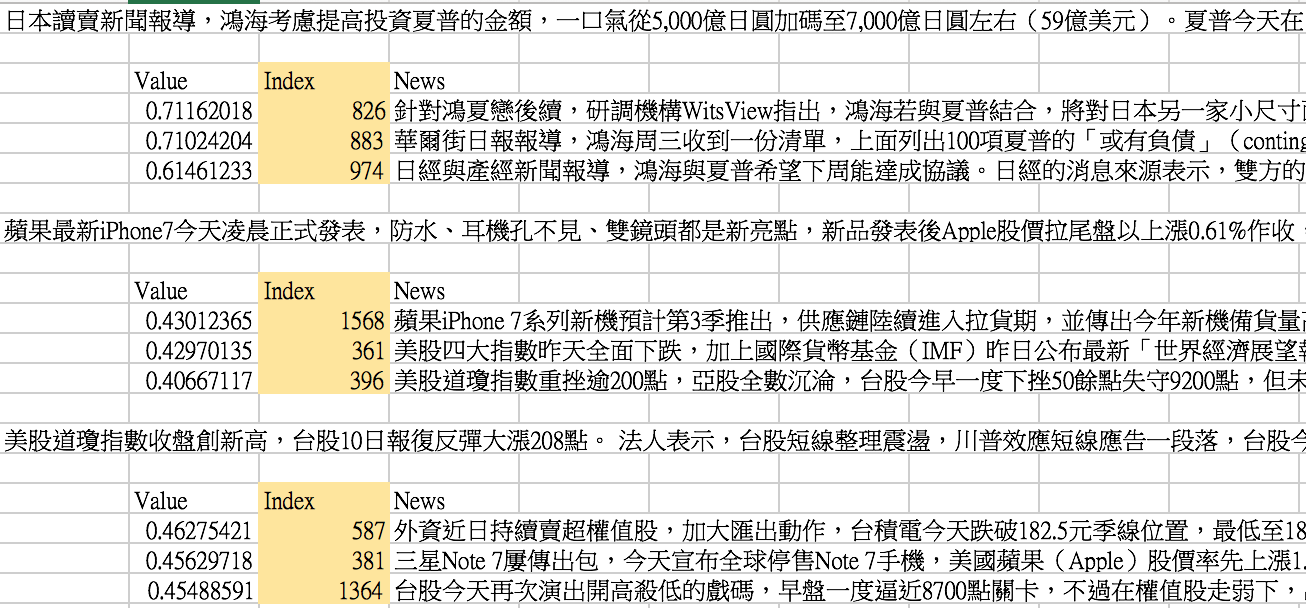 日本讀賣新聞報導，鴻海考慮提高投資夏普的金額，一口氣從5,000億日圓加碼至7,000億日圓左右（59億美元）。夏普今天在
Value Index News
0.71162018 826 針對鴻夏戀後續，研調機構WitsView指出，鴻海若與夏普結合，將對日本另一家小尺寸
0.71024204 883 華爾街日報報導，鴻海周三收到一份清單，上面列出100項夏普的「或有負債」（conting
0.61461233 974 日經與產經新聞報導，鴻海與夏普希望下周能達成協議。日經的消息來源表示，雙方的
蘋果最新iPhone7今天凌晨正式發表，防水、耳機孔不見、雙鏡頭都是新亮點，新品發表後Apple股價拉尾盤以上漲0.61%作收
Value Index News
0.43012365 1568 蘋果iPhone 7系列新機預計第3季推出，供應鏈陸續進入拉貨期，並傳出今年新機備貨量
0.42970135 361 美股四大指數昨天全面下跌，加上國際貨幣基金（IMF）昨日公布最新「世界經濟展望
0.40667117 396 美股道瓊指數重挫逾200點，亞股全數沉淪，台股今早一度下挫50餘點失守9200點，但未
美股道瓊指數收盤創新高，台股10日報復反彈大漲208點。 法人表示，台股短線整理震盪，川普效應短線應告一段落，台股今
Value Index News
0.46275421 587 外資近日持續賣超權值股，加大匯出動作，台積電今天跌破182.5元季線位置，最低至18
0.45629718 381 三星Note 7屢傳出包，今天宣布全球停售Note 7手機，美國蘋果（Apple）股價率先上漲1.
0.45488591 1364 台股今天再次演出開高殺低的戲碼，早盤一度逼近8700點關卡，不過在權值股走弱下，